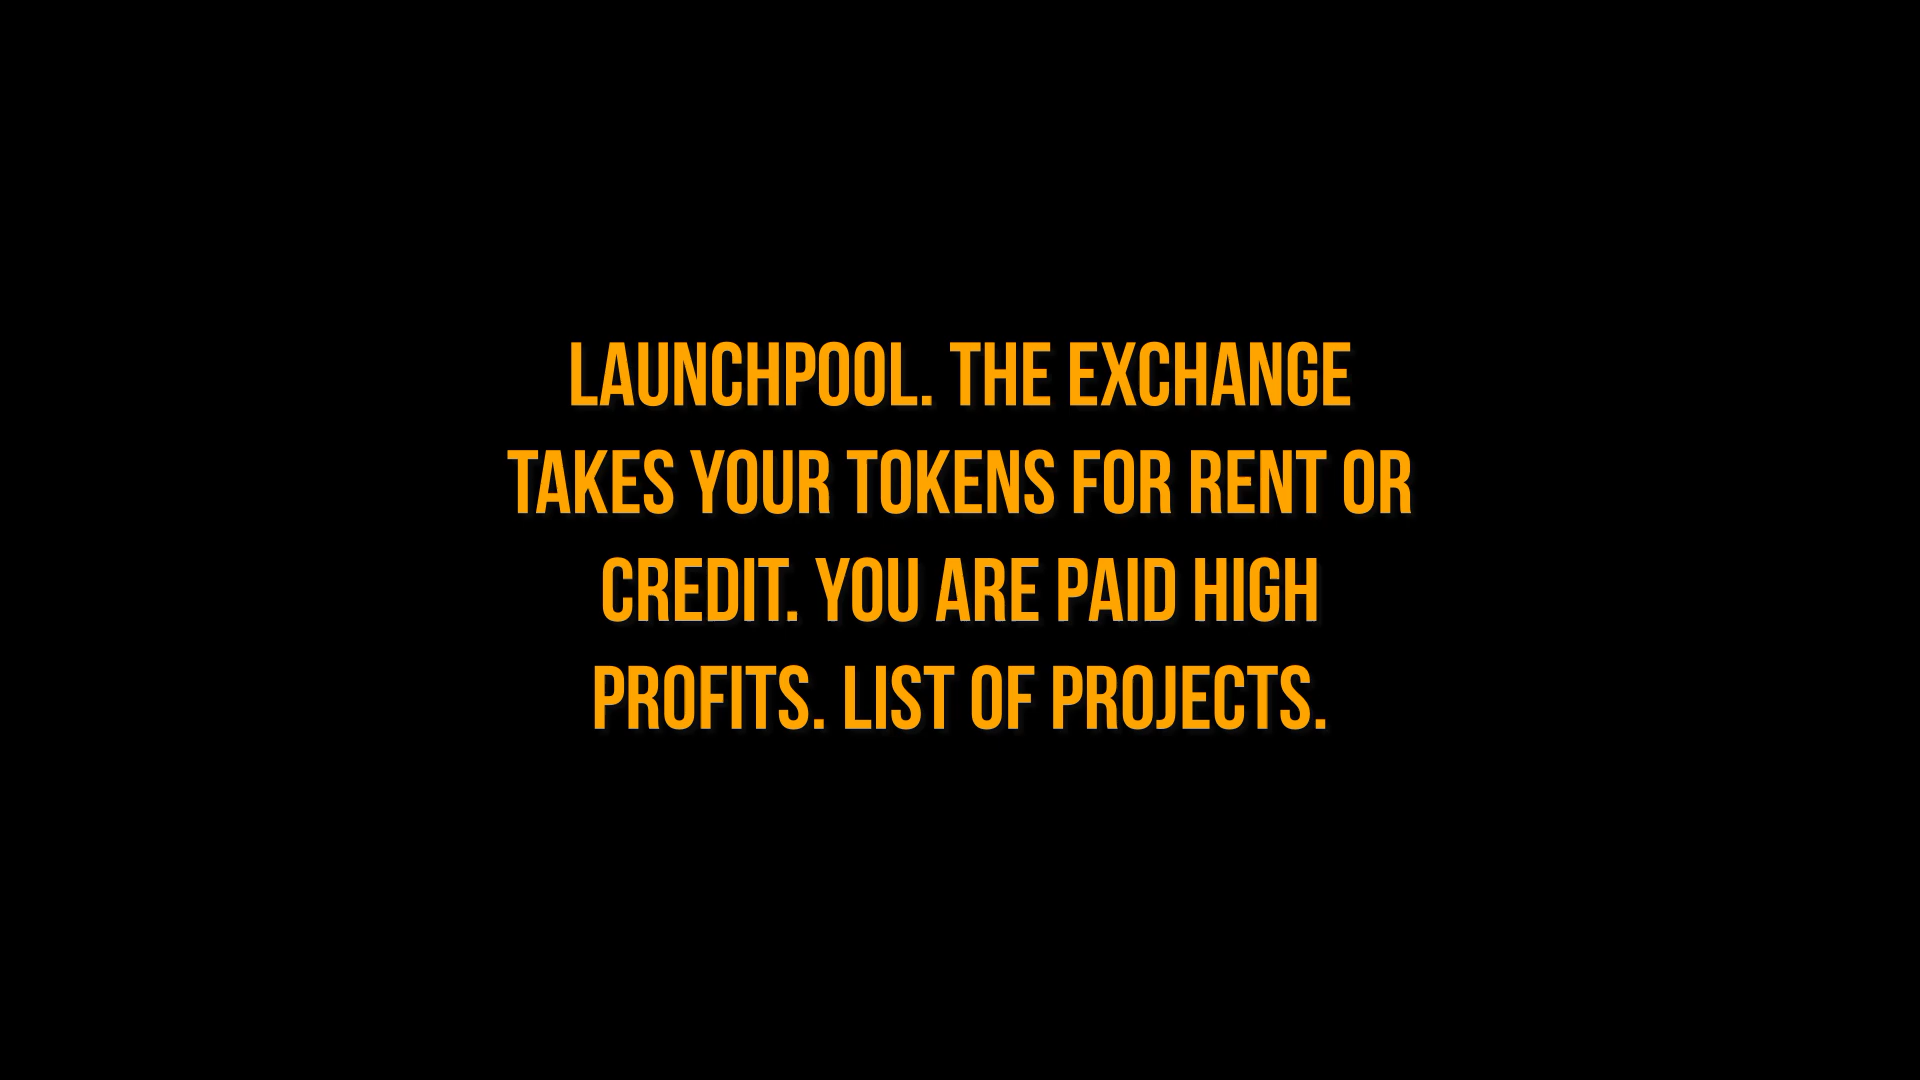 LAUNCHPOOL. THE EXCHANGE
TAKES YOUR TOKENS FOR RENT OR
CREDIT. YOU ARE PAID HIGH
PROFITS. LIST OF PROJECTS.